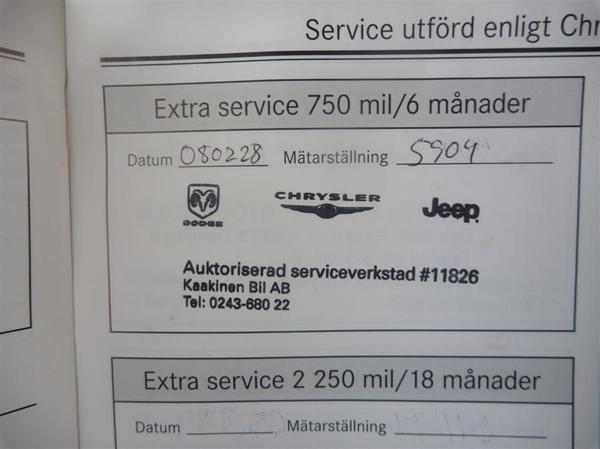 Service utförd enligt Chr
Extra service 750 mil/6 månader
Datum 080228 Mätarställning 5904
DODGE CHRYSLER Jeep
Auktoriserad serviceverkstad #11826
Kaakinen Bil AB
Tel: 0243-680 22
Extra service 2 250 mil/18 månader
Datum Mätarställning